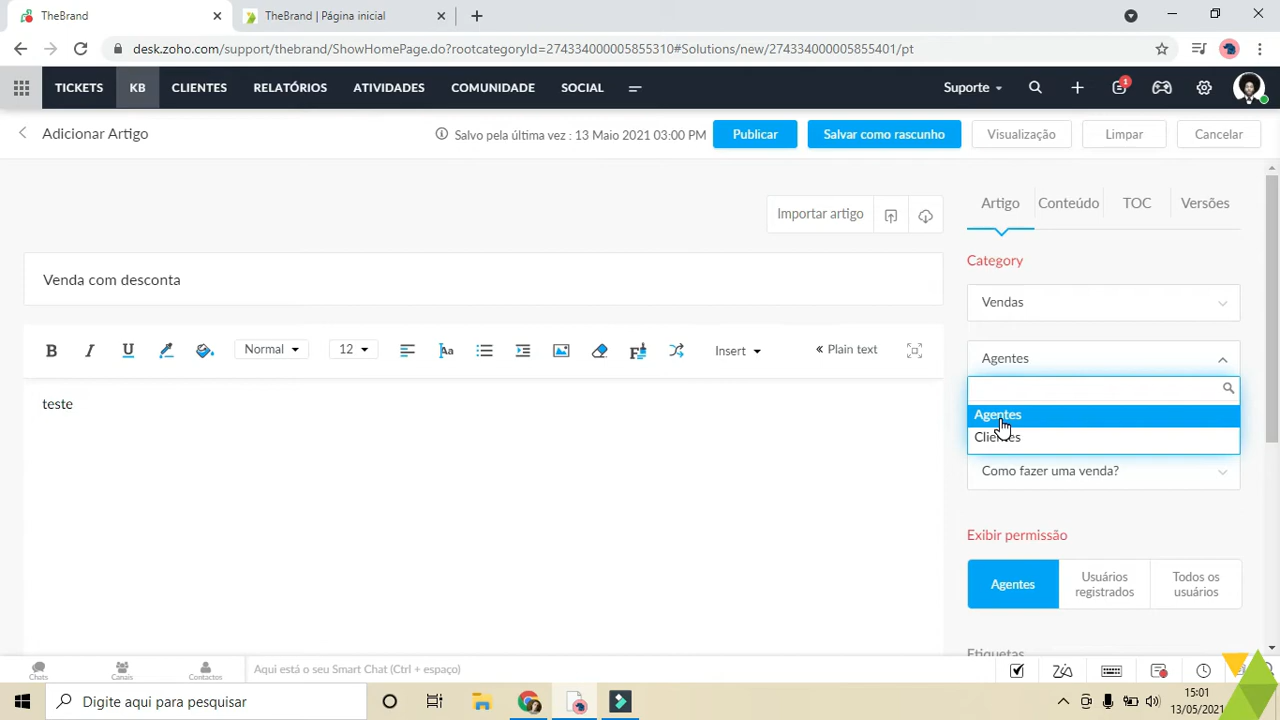 TheBrand
TheBrand | Página inicial
desk.zoho.com/support/thebrand/ShowHomePage.do?rootcategoryId=274334000005855310#Solutions/new/274334000005855401/pt
TICKETS KB CLIENTES RELATÓRIOS ATIVIDADES COMUNIDADE SOCIAL
Suporte
1
Adicionar Artigo
Salvo pela última vez : 13 Maio 2021 03:00 PM
Publicar
Salvar como rascunho
Visualização
Limpar
Cancelar
Importar artigo
Artigo Conteúdo TOC Versões
Category
Venda com desconta
Vendas
B I U Normal 12 Aa Insert « Plain text
Agentes
teste
Agentes
Clientes
Como fazer uma venda?
Exibir permissão
Agentes
Usuários registrados
Todos os usuários
Etiquetas
Chats
Canais
Contactos
Aqui está o seu Smart Chat (Ctrl + espaço)
Digite aqui para pesquisar
15:01
13/05/2021